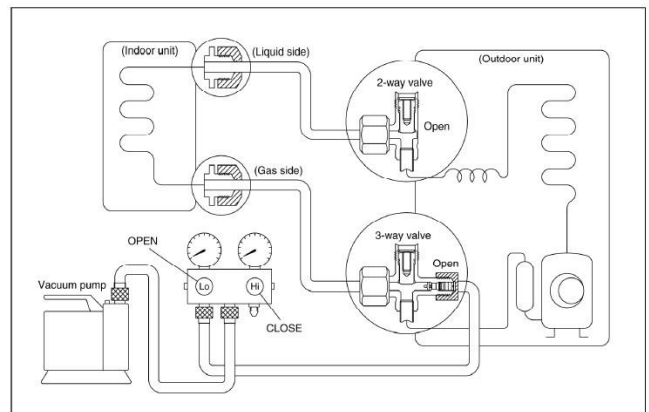 (Indoor unit)
(Liquid side)
2-way valve
Open
(Outdoor unit)
(Gas side)
3-way valve
Open
OPEN
Lo
Hi
CLOSE
Vacuum pump